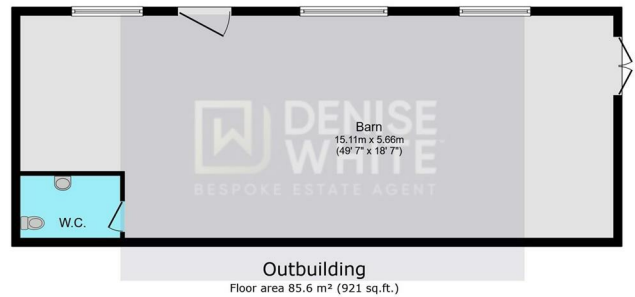 DENISE
WHITE
BESPOKE ESTATE AGENT
Barn
15.11m x 5.66m
(49' 7" x 18' 7")
W.C.
Outbuilding
Floor area 85.6 m² (921 sq.ft.)